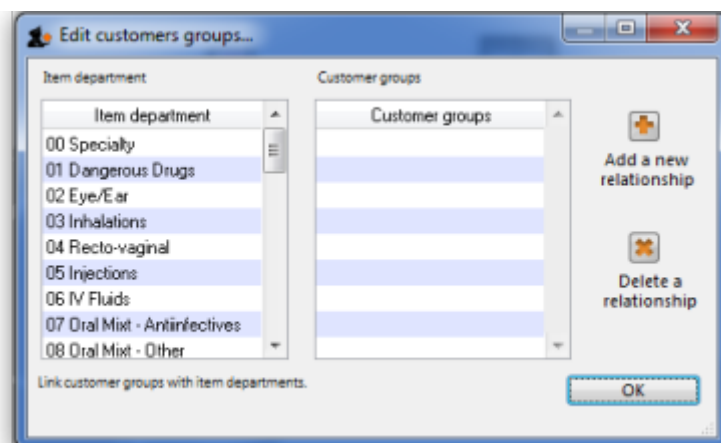 Edit customers groups...
Item department
Customer groups
Item department
Customer groups
00 Specialty
01 Dangerous Drugs
02 Eye/Ear
03 Inhalations
04 Recto-vaginal
05 Injections
06 IV Fluids
07 Oral Mixt - Antiinfectives
08 Oral Mixt - Other
Add a new
relationship
Delete a
relationship
Link customer groups with item departments.
OK